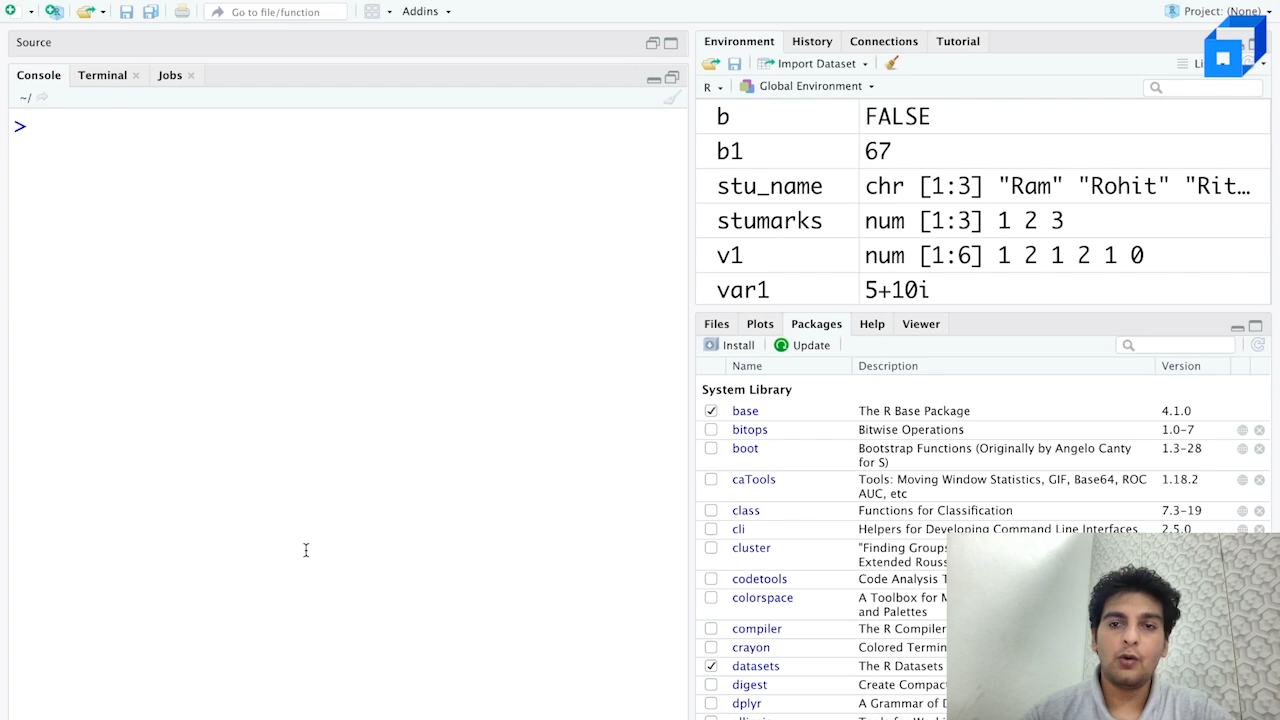 Go to file/function
Addins
Project: (None)
Source
Console
Terminal
Jobs
~/
>
Environment
History
Connections
Tutorial
Import Dataset
R
Global Environment
b FALSE
b1 67
stu_name chr [1:3] "Ram" "Rohit" "Rit…
stumarks num [1:3] 1 2 3
v1 num [1:6] 1 2 1 2 1 0
var1 5+10i
Files
Plots
Packages
Help
Viewer
Install
Update
Name Description Version
System Library
base The R Base Package 4.1.0
bitops Bitwise Operations 1.0-7
boot Bootstrap Functions (Originally by Angelo Canty 1.3-28
for S)
caTools Tools: Moving Window Statistics, GIF, Base64, ROC 1.18.2
AUC, etc
class Functions for Classification 7.3-19
cli Helpers for Developing Command Line Interfaces 2.5.0
cluster "Finding Groups
Extended Rous
codetools Code Analysis
colorspace A Toolbox for
and Palettes
compiler The R Compiler
crayon Colored Termin
datasets The R Datasets
digest Create Compac
dplyr A Grammar of